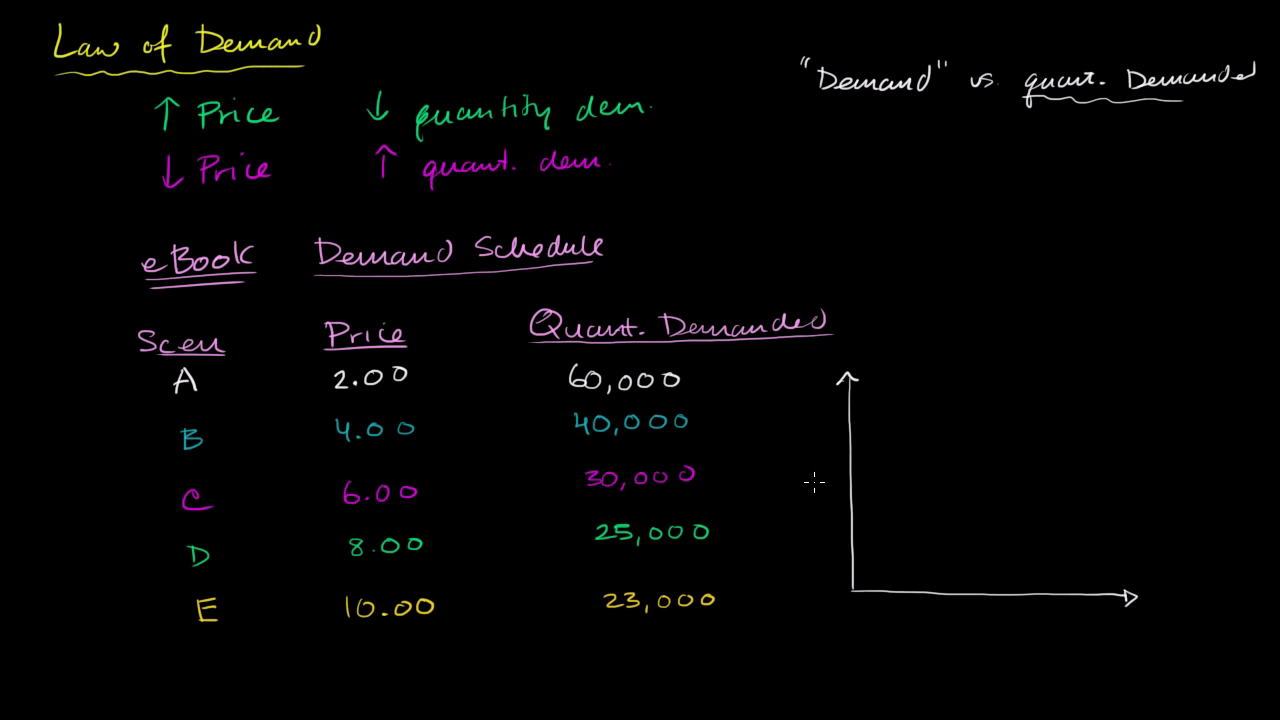 Law of Demand
"Demand" vs. quant. Demanded
↑ Price ↓ quantity dem.
↓ Price ↑ quant. dem.
eBook Demand Schedule
Scen Price Quant. Demanded
A 2.00 60,000
B 4.00 40,000
C 6.00 30,000
D 8.00 25,000
E 10.00 23,000